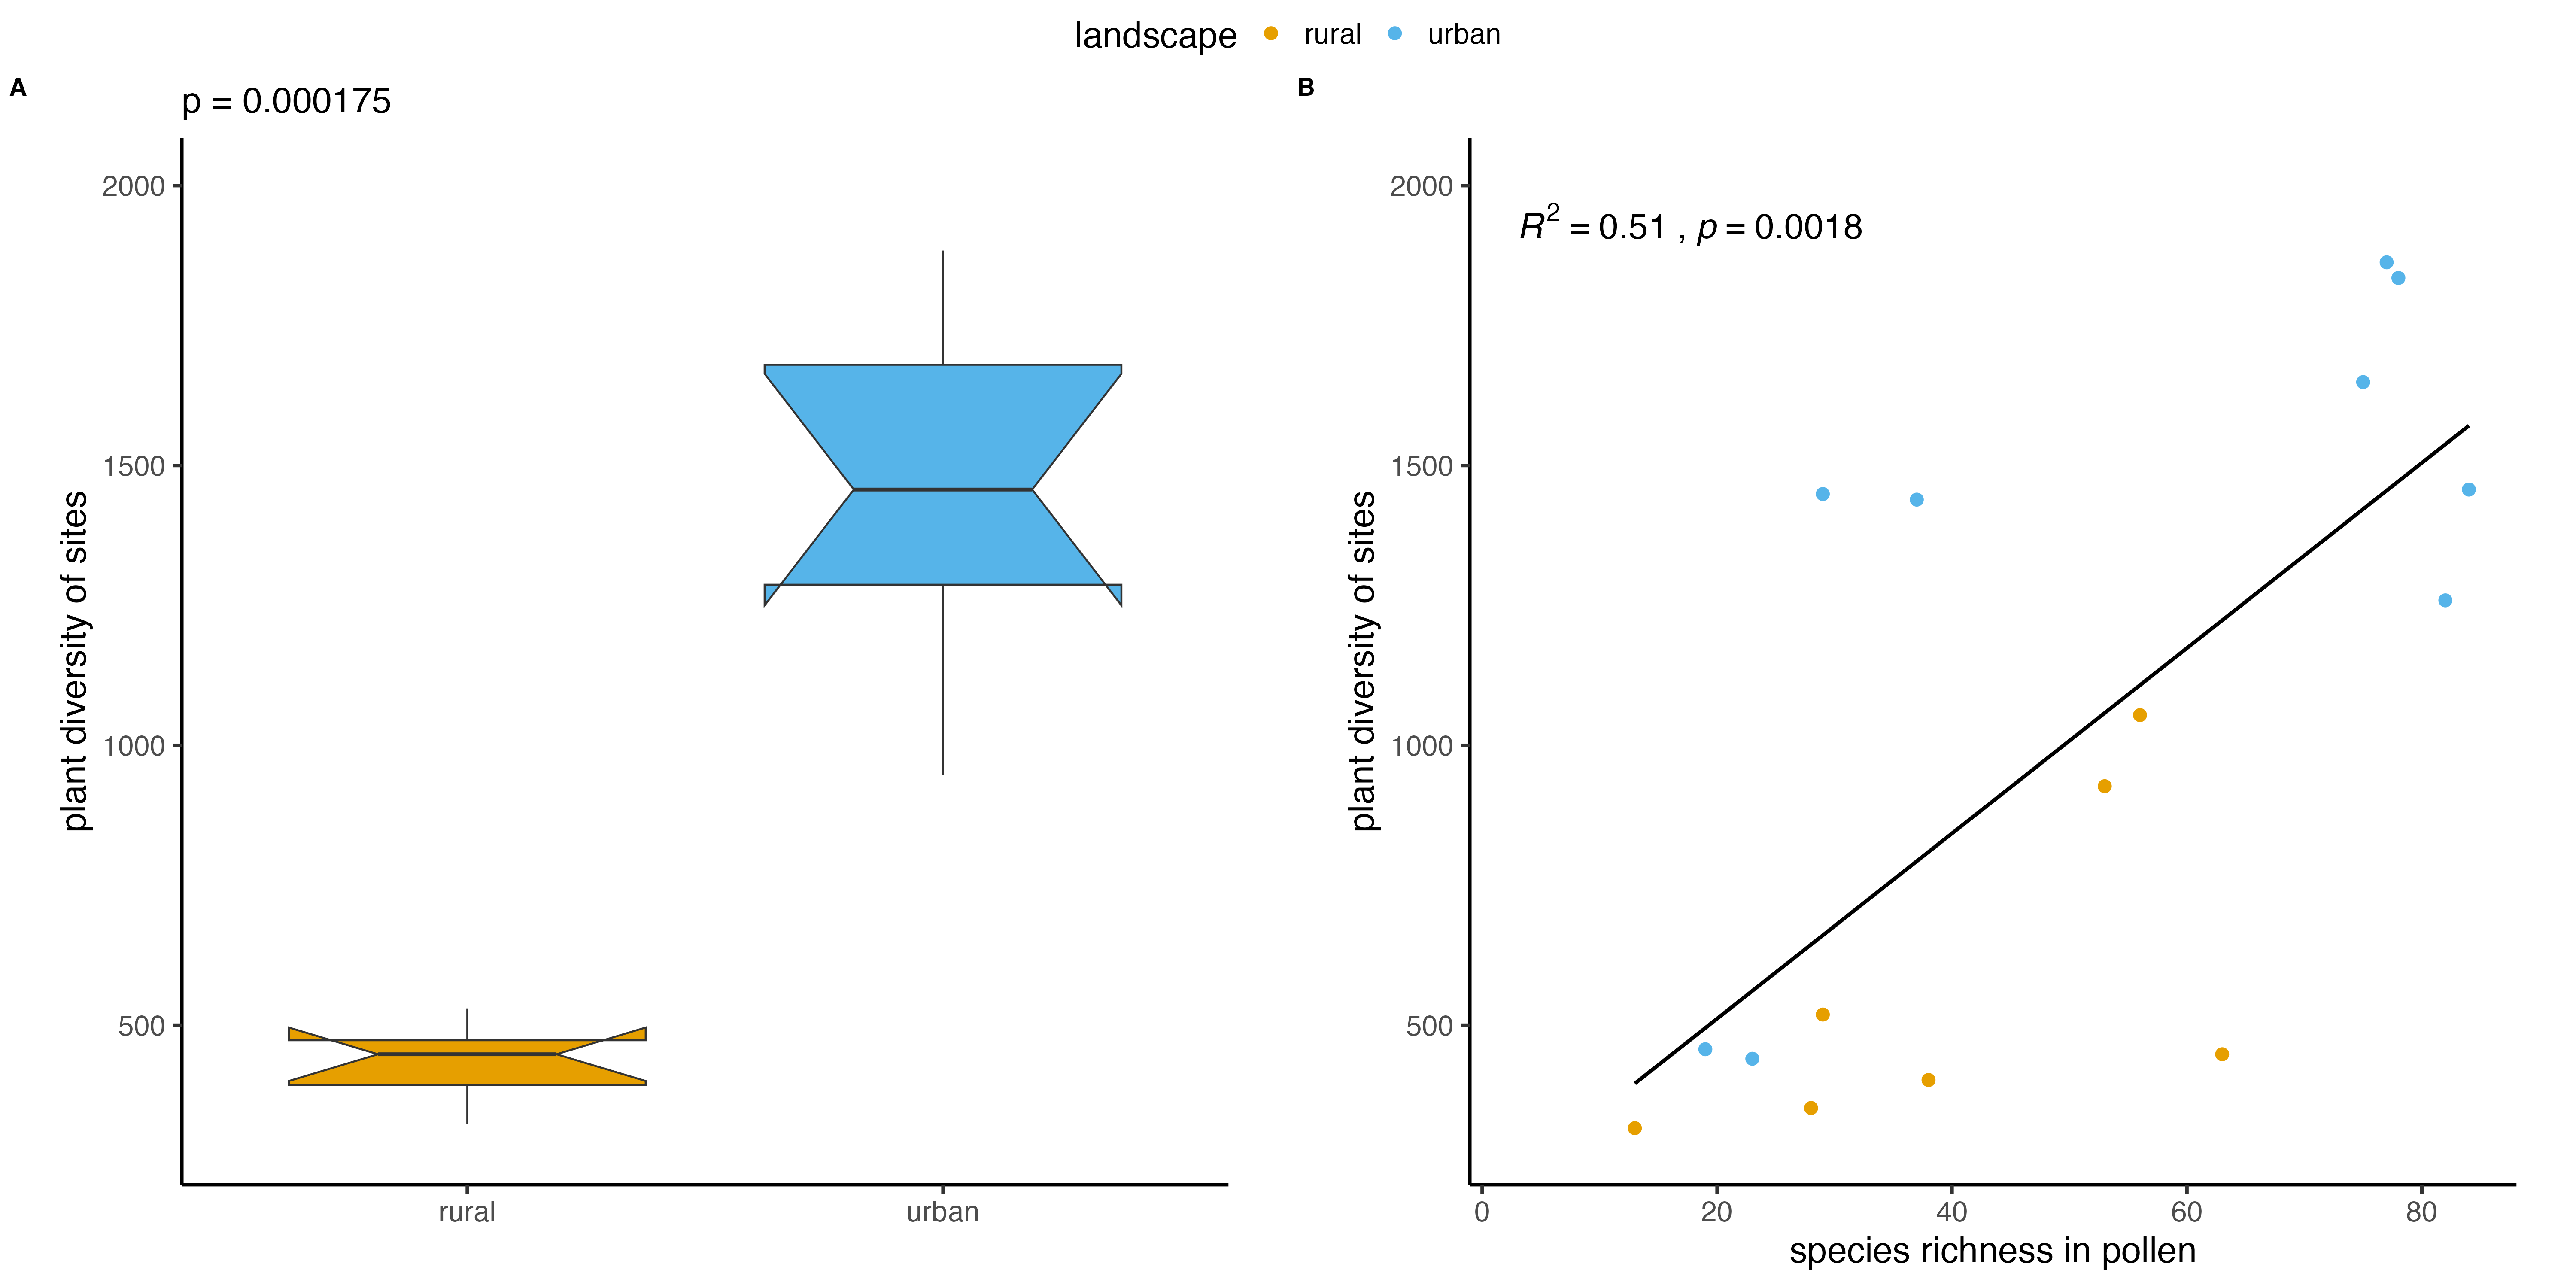 landscape rural urban
A
p = 0.000175
2000
1500
1000
500
plant diversity of sites
rural urban
B
R² = 0.51 , p = 0.0018
2000
1500
1000
500
plant diversity of sites
0 20 40 60 80
species richness in pollen